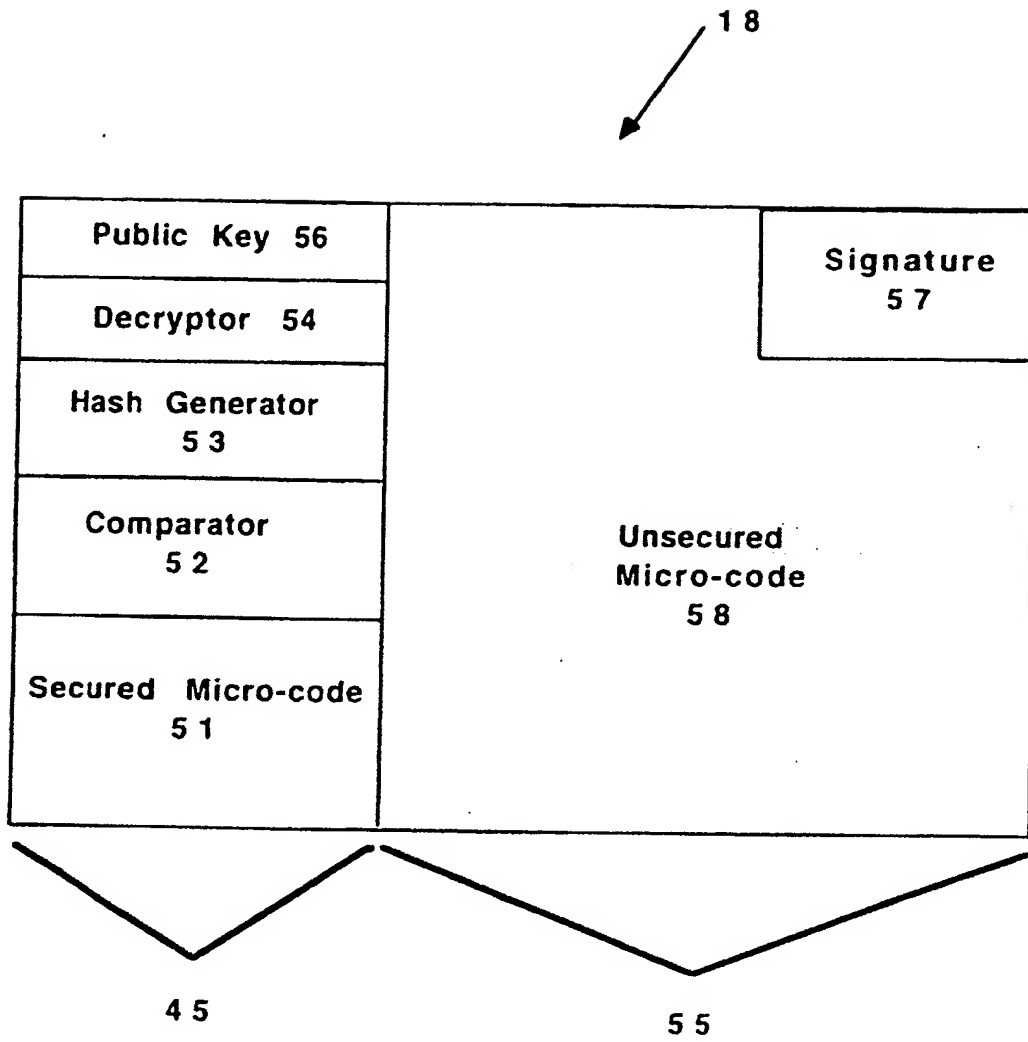 18
Public Key 56
Decryptor 54
Hash Generator
53
Comparator
52
Secured Micro-code
51
Signature
57
Unsecured
Micro-code
58
45
55